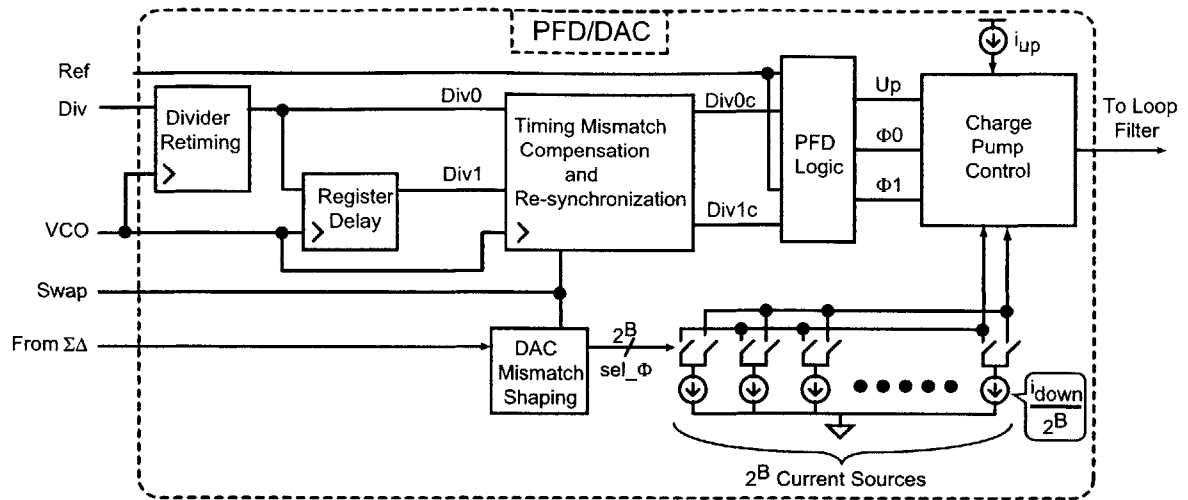 PFD/DAC
i_up
Ref
Div
Divider
Retiming
Div0
Timing Mismatch
Compensation
and
Re-synchronization
Div0c
PFD
Logic
Up
Φ0
Φ1
Charge
Pump
Control
To Loop
Filter
Register
Delay
Div1
Div1c
VCO
Swap
From ΣΔ
DAC
Mismatch
Shaping
2^B
sel_Φ
i_down
2^B
2^B Current Sources